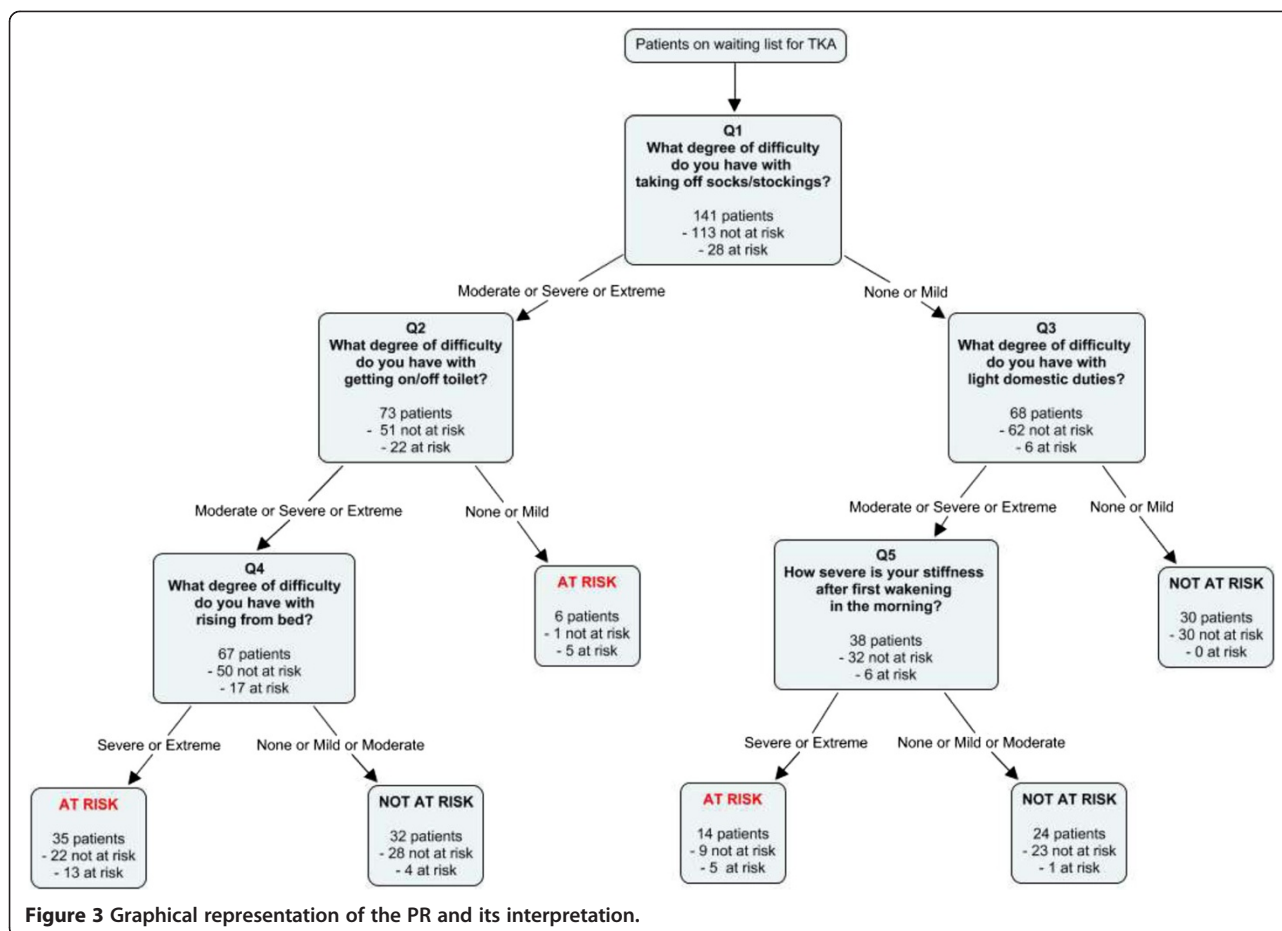 Patients on waiting list for TKA
Q1
What degree of difficulty
do you have with
taking off socks/stockings?
141 patients
- 113 not at risk
- 28 at risk
Moderate or Severe or Extreme
None or Mild
Q2
What degree of difficulty
do you have with
getting on/off toilet?
73 patients
- 51 not at risk
- 22 at risk
Q3
What degree of difficulty
do you have with
light domestic duties?
68 patients
- 62 not at risk
- 6 at risk
Moderate or Severe or Extreme
None or Mild
Moderate or Severe or Extreme
None or Mild
Q4
What degree of difficulty
do you have with
rising from bed?
67 patients
- 50 not at risk
- 17 at risk
AT RISK
6 patients
- 1 not at risk
- 5 at risk
Q5
How severe is your stiffness
after first wakening
in the morning?
38 patients
- 32 not at risk
- 6 at risk
NOT AT RISK
30 patients
- 30 not at risk
- 0 at risk
Severe or Extreme
None or Mild or Moderate
Severe or Extreme
None or Mild or Moderate
AT RISK
35 patients
- 22 not at risk
- 13 at risk
NOT AT RISK
32 patients
- 28 not at risk
- 4 at risk
AT RISK
14 patients
- 9 not at risk
- 5 at risk
NOT AT RISK
24 patients
- 23 not at risk
- 1 at risk
Figure 3 Graphical representation of the PR and its interpretation.